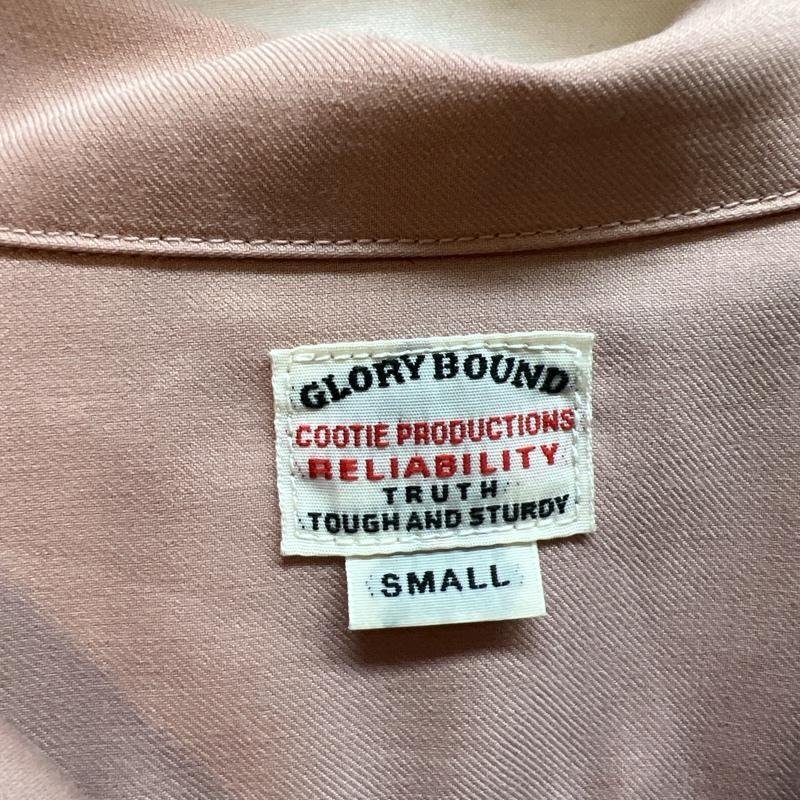 GLORY BOUND
COOTIE PRODUCTIONS
RELIABILITY
TRUTH
TOUGH AND STURDY
SMALL